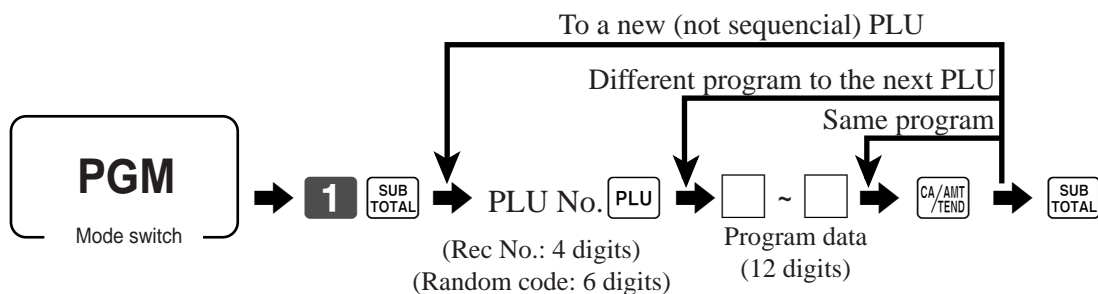 To a new (not sequencial) PLU
Different program to the next PLU
Same program
PGM
Mode switch
1 SUB TOTAL PLU No. PLU ~ CA/AMT /TEND SUB TOTAL
(Rec No.: 4 digits)
(Random code: 6 digits)
Program data
(12 digits)